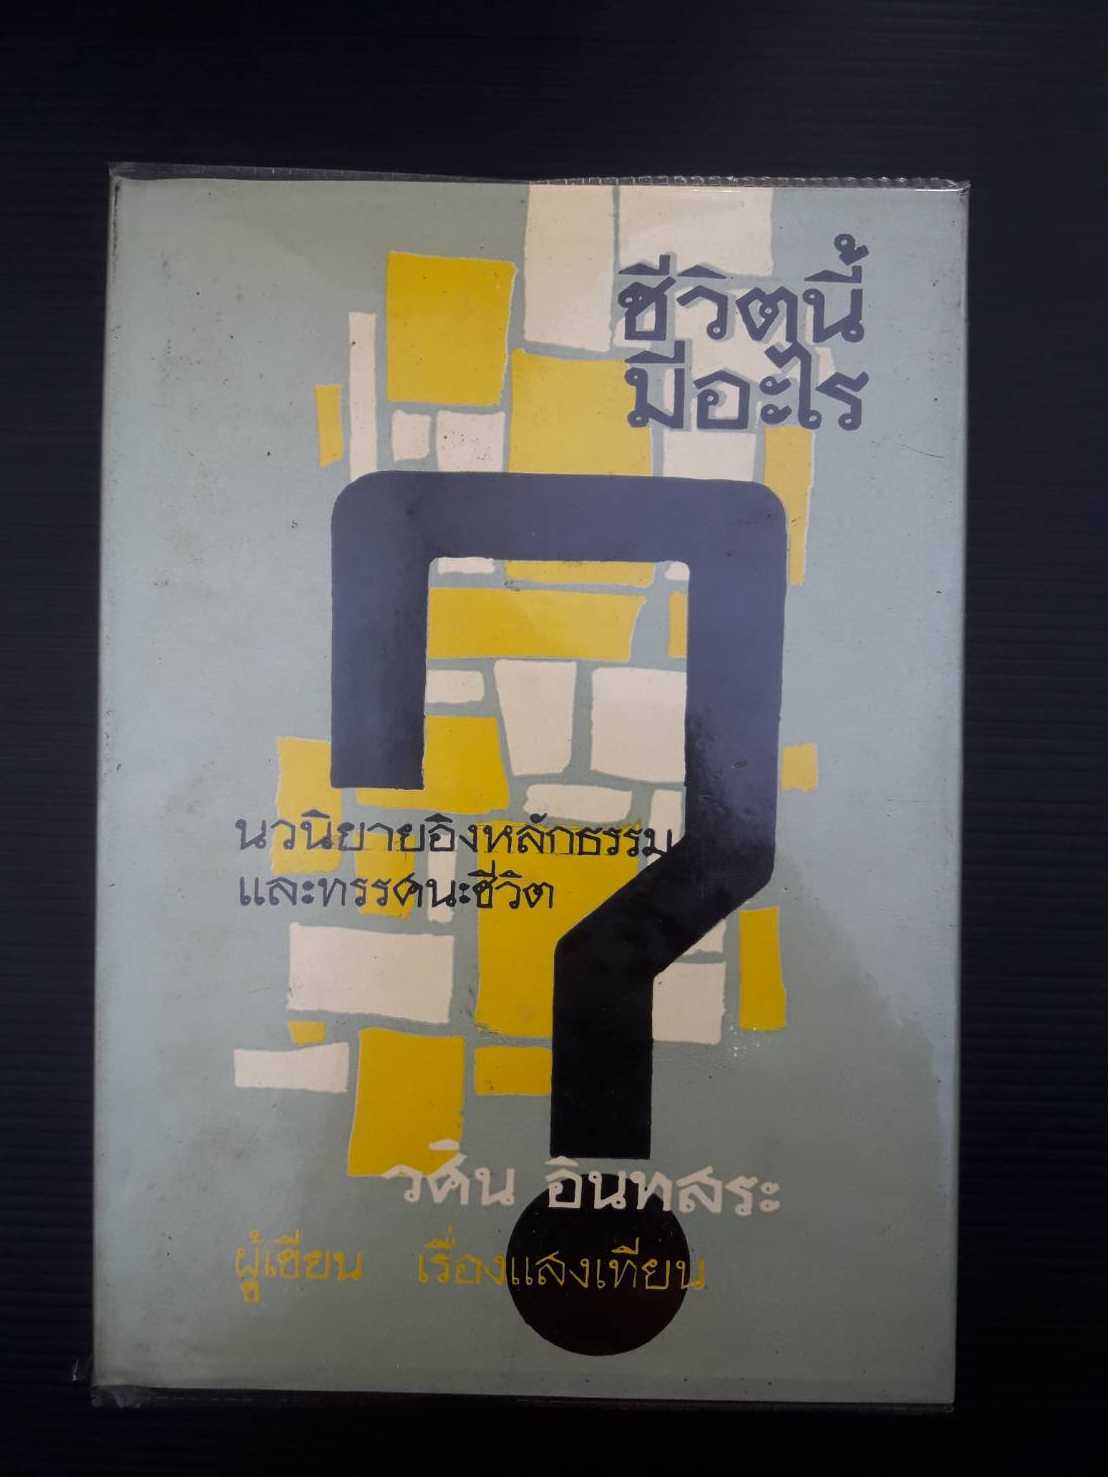 ชีวิตนี้
มีอะไร
นวนิยายอิงหลักธรรม
และทรรศนะชีวิต
วศิน อินทสระ
ผู้เขียน เรื่องแสงเทียน